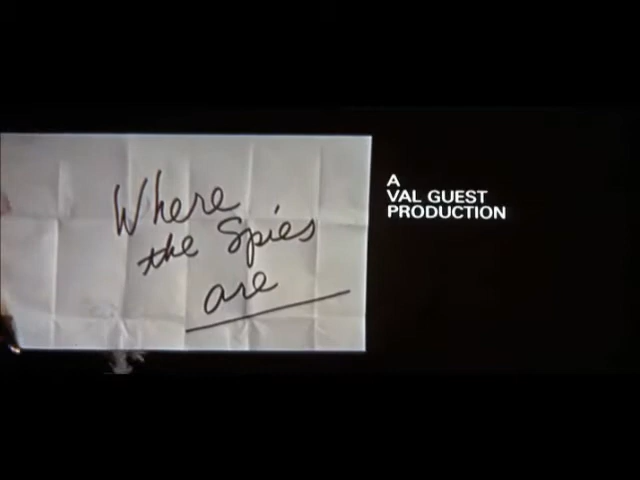 Where
the Spies
are
A
VAL GUEST
PRODUCTION